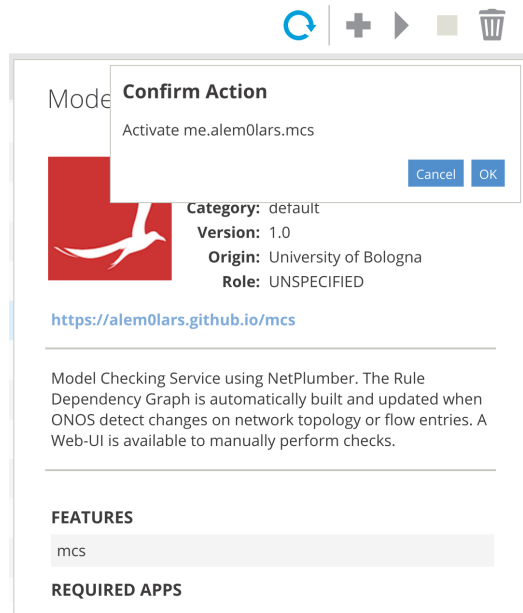 Mode
Confirm Action
Activate me.alem0lars.mcs
Cancel OK
Category: default
Version: 1.0
Origin: University of Bologna
Role: UNSPECIFIED
https://alem0lars.github.io/mcs
Model Checking Service using NetPlumber. The Rule
Dependency Graph is automatically built and updated when
ONOS detect changes on network topology or flow entries. A
Web-UI is available to manually perform checks.
FEATURES
mcs
REQUIRED APPS